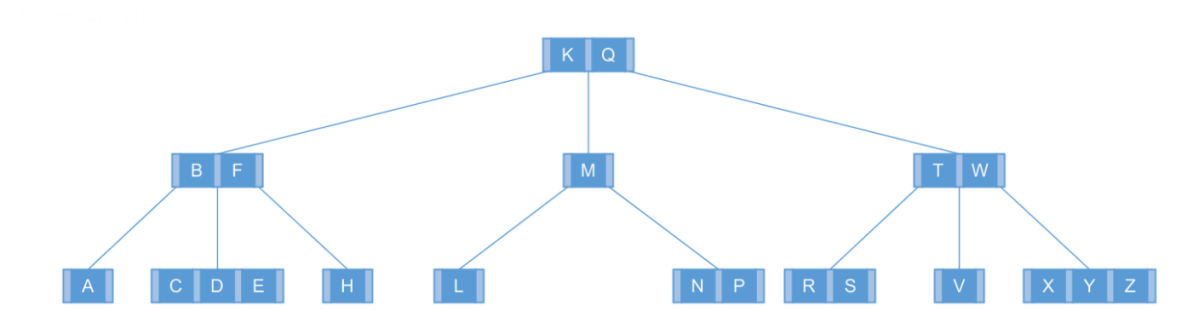 K Q
B F M T W
A C D E H L N P R S V X Y Z